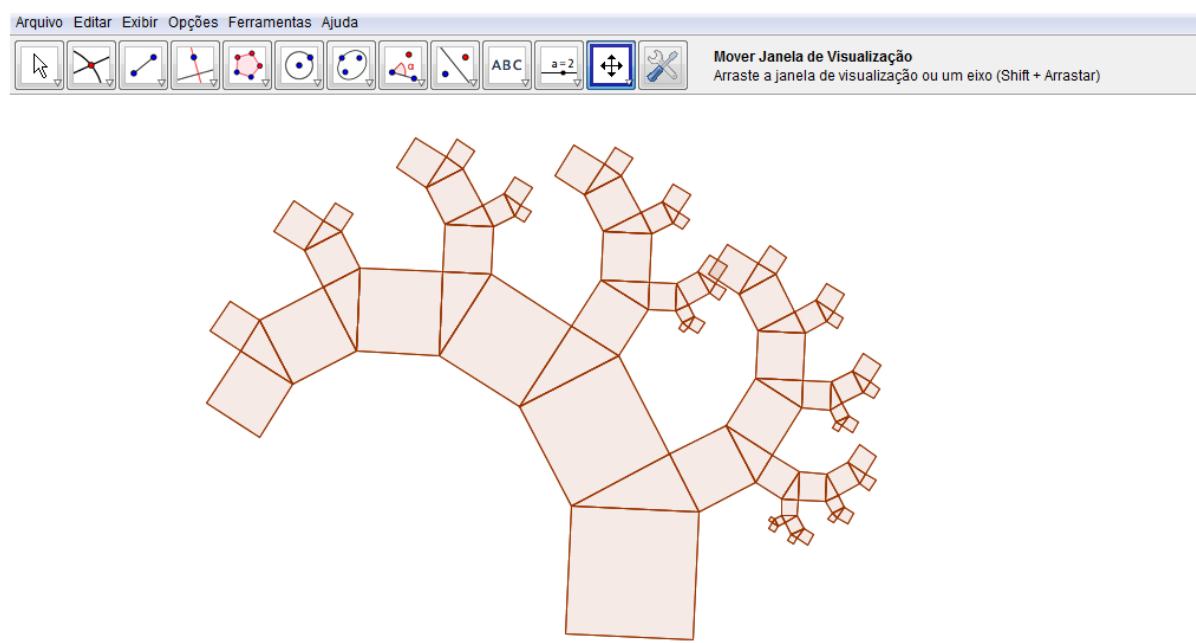 Arquivo Editar Exibir Opções Ferramentas Ajuda
ABC
a=2
α
Mover Janela de Visualização
Arraste a janela de visualização ou um eixo (Shift + Arrastar)